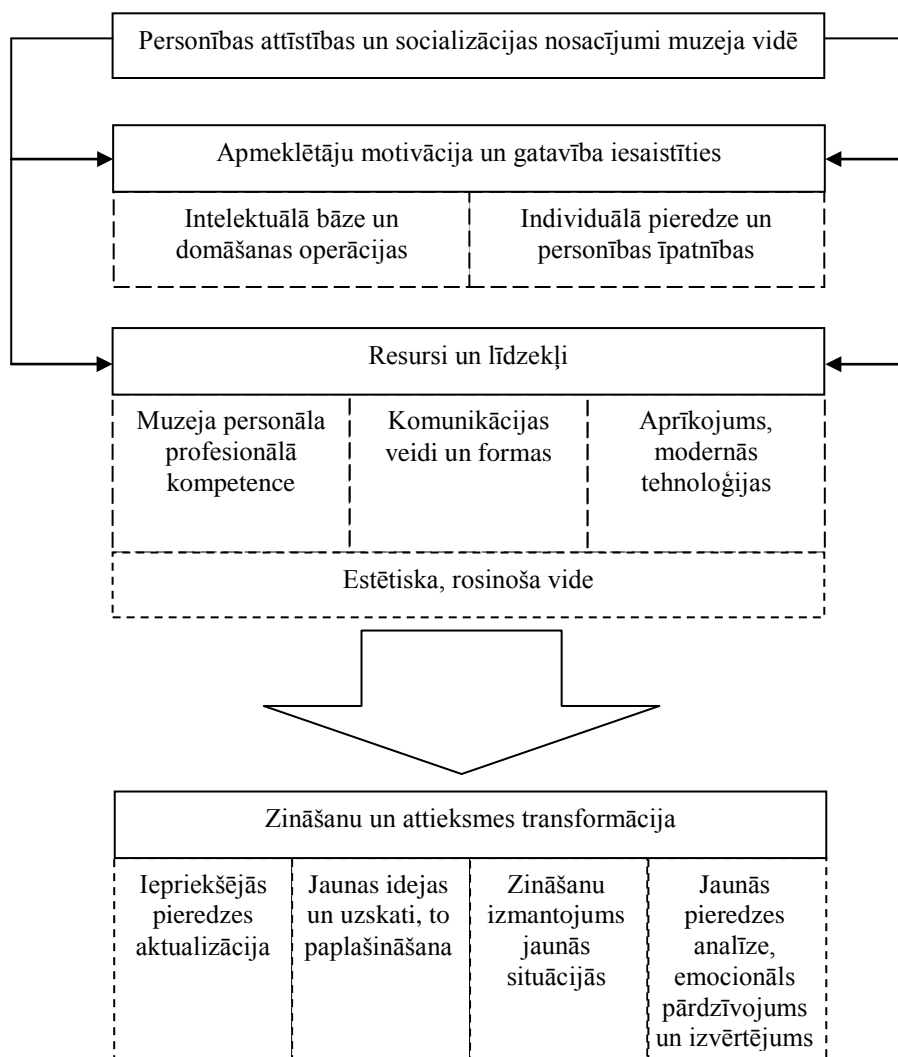 Personības attīstības un socializācijas nosacījumi muzeja vidē
Apmeklētāju motivācija un gatavība iesaistīties
Intelektuālā bāze un
domāšanas operācijas
Individuālā pieredze un
personības īpatnības
Resursi un līdzekļi
Muzeja personāla
profesionālā
kompetence
Komunikācijas
veidi un formas
Aprīkojums,
modernās
tehnoloģijas
Estētiska, rosinoša vide
Zināšanu un attieksmes transformācija
Iepriekšējās
pieredzes
aktualizācija
Jaunas idejas
un uzskati, to
paplašināšana
Zināšanu
izmantojums
jaunās
situācijās
Jaunās
pieredzes
analīze,
emocionāls
pārdzīvojums
un izvērtējums